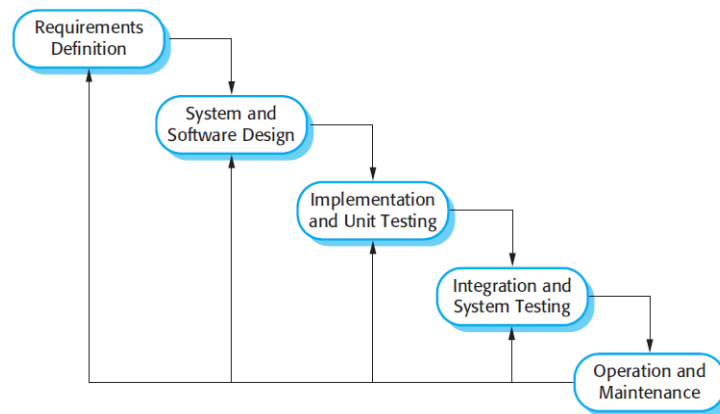 Requirements
Definition
System and
Software Design
Implementation
and Unit Testing
Integration and
System Testing
Operation and
Maintenance